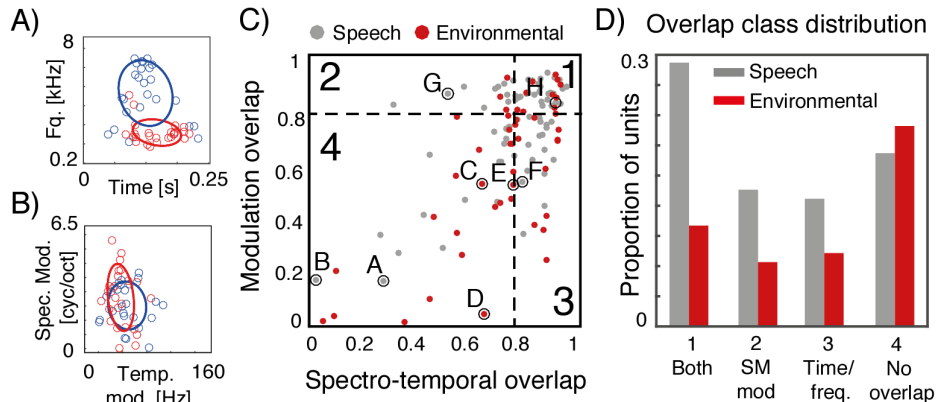 A)
8
Fq. [kHz]
0.2
0
Time [s]
0.25
B)
6.5
Spec. Mod.
[cyc/oct]
0
0
Temp.
mod. [Hz]
160
C)
Speech
Environmental
1
0.8
0.6
0.4
0.2
0
Modulation overlap
2
1
4
3
G
H
C
E
F
B
A
D
0
0.2
0.4
0.6
0.8
1
Spectro-temporal overlap
D)
Overlap class distribution
0.3
0
Proportion of units
Speech
Environmental
1
2
3
4
Both
SM
mod
Time/
freq.
No
overlap